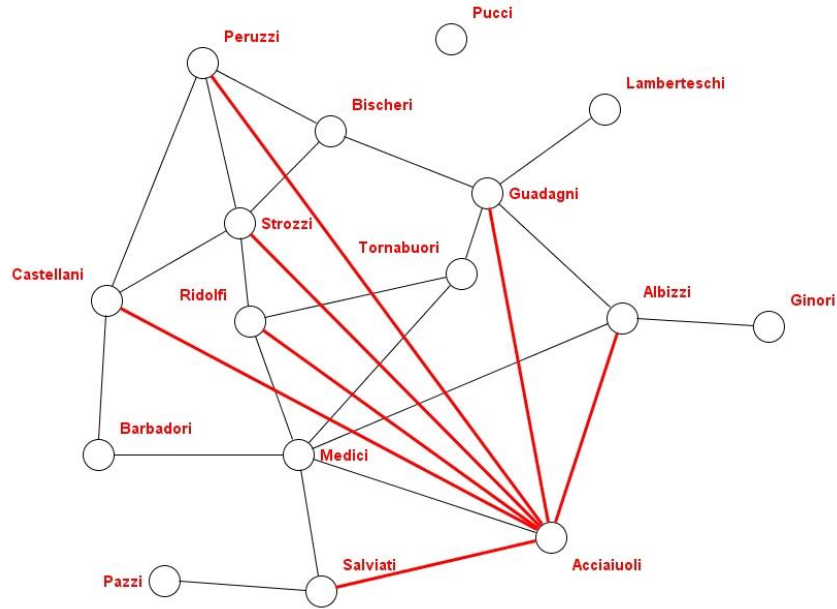 Pucci
Peruzzi
Lamberteschi
Bischeri
Guadagni
Strozzi
Tornabuori
Castellani
Ridolfi
Albizzi
Ginori
Barbadori
Medici
Salviati
Acciaiuoli
Pazzi